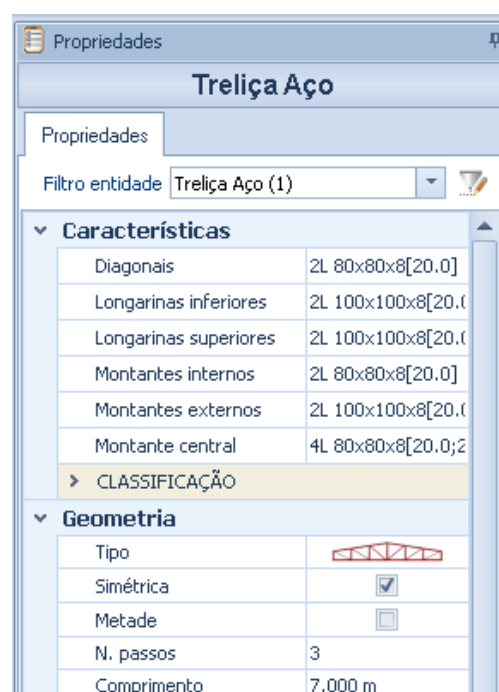 Propriedades
Treliça Aço
Propriedades
Filtro entidade Treliça Aço (1)
Características
Diagonais 2L 80x80x8[20.0]
Longarinas inferiores 2L 100x100x8[20.(
Longarinas superiores 2L 100x100x8[20.(
Montantes internos 2L 80x80x8[20.0]
Montantes externos 2L 100x100x8[20.(
Montante central 4L 80x80x8[20.0;2
CLASSIFICAÇÃO
Geometria
Tipo
Simétrica
Metade
N. passos 3
Comprimento 7.000 m